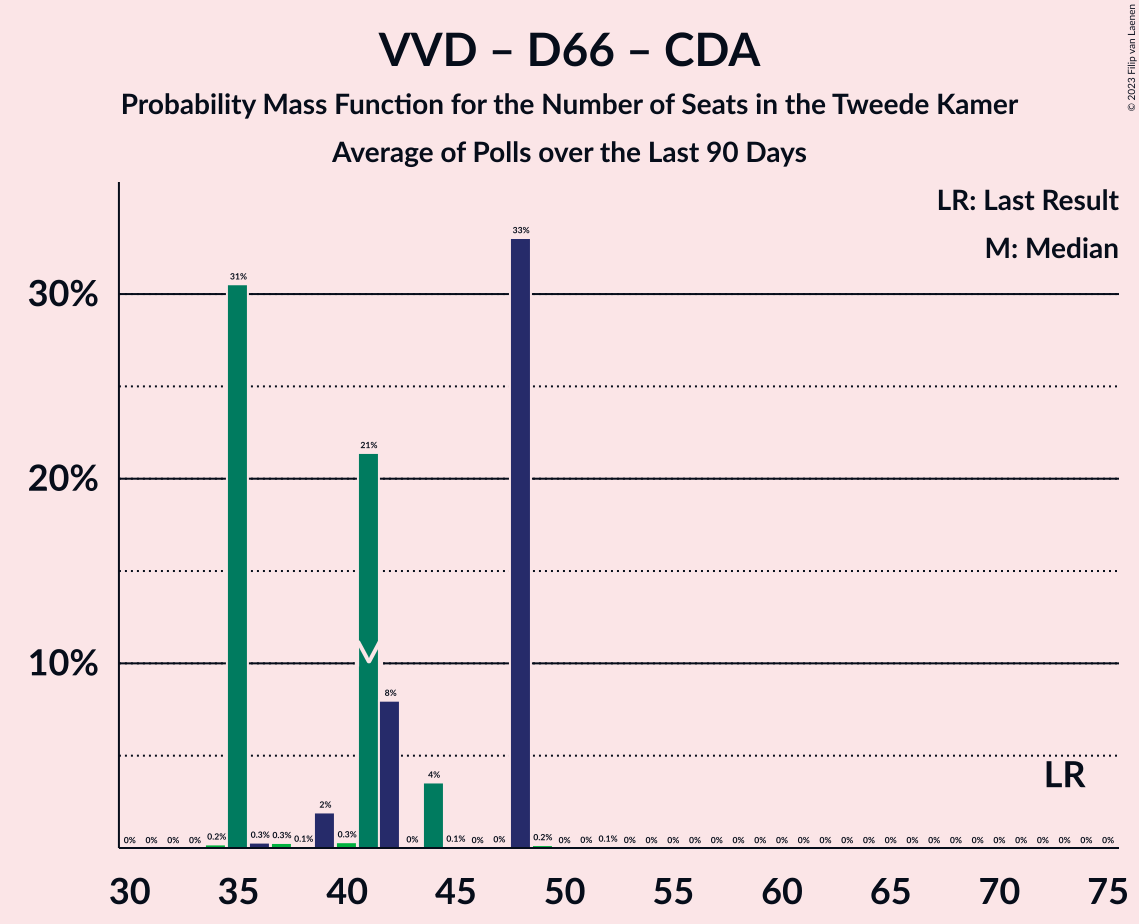 VVD – D66 – CDA
Probability Mass Function for the Number of Seats in the Tweede Kamer
Average of Polls over the Last 90 Days
© 2023 Filip van Laenen
LR: Last Result
M: Median
30%
20%
10%
0% 0% 0% 0% 0.2% 31% 0.3% 0.3% 0.1% 2% 0.3% 21% 8% 0% 4% 0.1% 0% 0% 33% 0.2% 0% 0% 0.1% 0% 0% 0% 0% 0% 0% 0% 0% 0% 0% 0% 0% 0% 0% 0% 0% 0% 0% 0% 0% 0% 0% 0%
M
LR
30 35 40 45 50 55 60 65 70 75